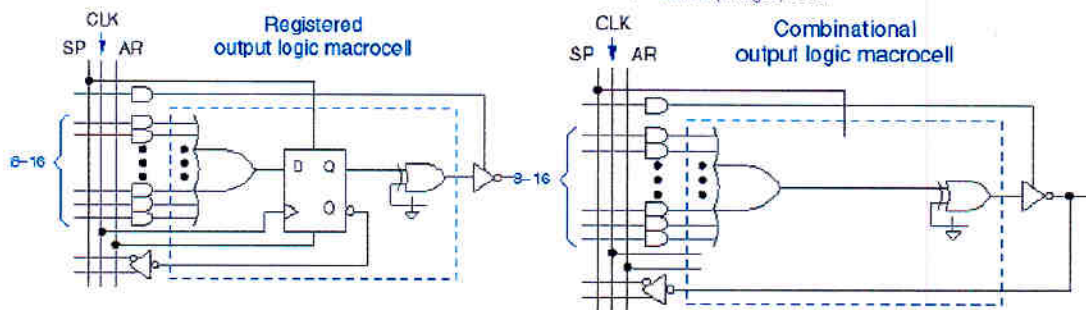 CLK
Registered
output logic macrocell
SP
AR
8-16
D
Q
Q
CLK
Combinational
output logic macrocell
SP
AR
8-16